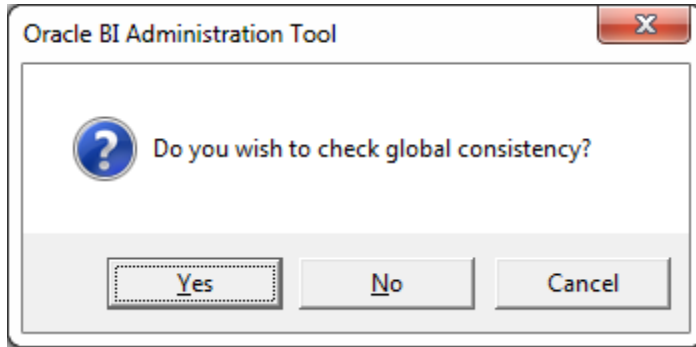 Oracle BI Administration Tool
Do you wish to check global consistency?
Yes
No
Cancel